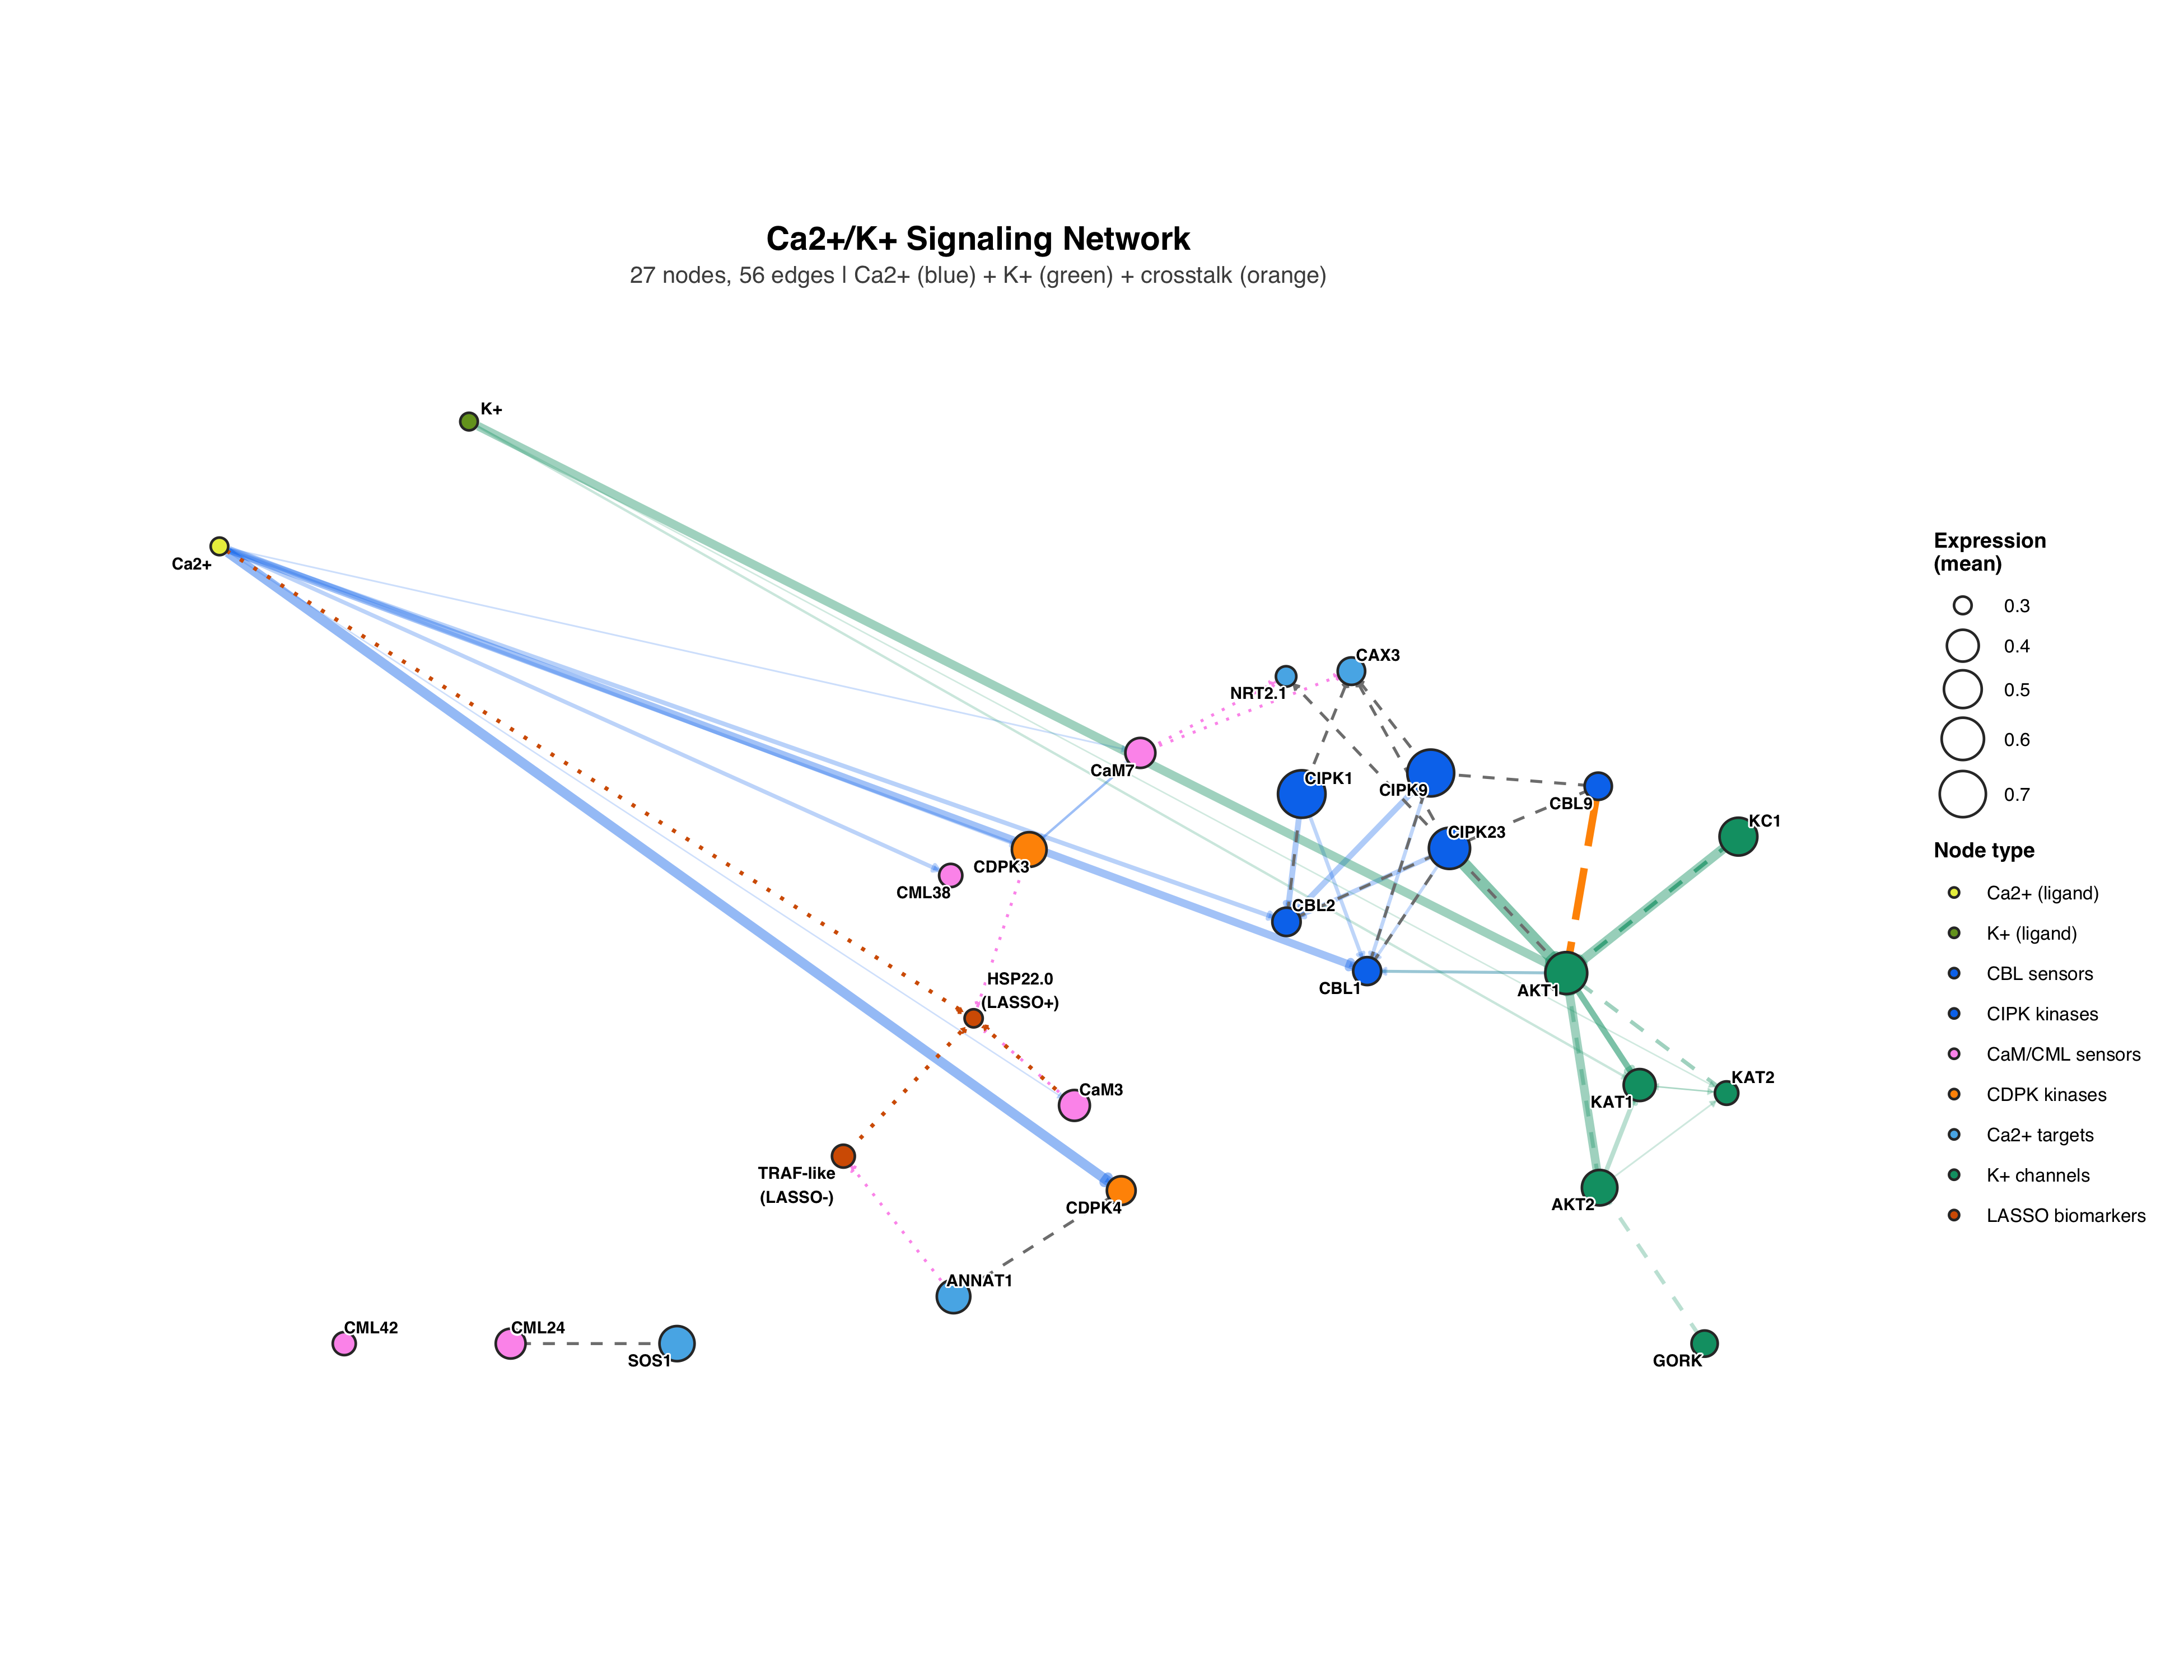 Ca2+/K+ Signaling Network
27 nodes, 56 edges | Ca2+ (blue) + K+ (green) + crosstalk (orange)
K+
Ca2+
CAX3
NRT2.1
CaM7
CIPK1
CIPK9
CBL9
KC1
CIPK23
CDPK3
CML38
CBL2
HSP22.0
(LASSO+)
CBL1
AKT1
CaM3
KAT2
KAT1
TRAF-like
(LASSO-)
CDPK4
AKT2
ANNAT1
CML42
CML24
SOS1
GORK
Expression
(mean)
0.3
0.4
0.5
0.6
0.7
Node type
Ca2+ (ligand)
K+ (ligand)
CBL sensors
CIPK kinases
CaM/CML sensors
CDPK kinases
Ca2+ targets
K+ channels
LASSO biomarkers